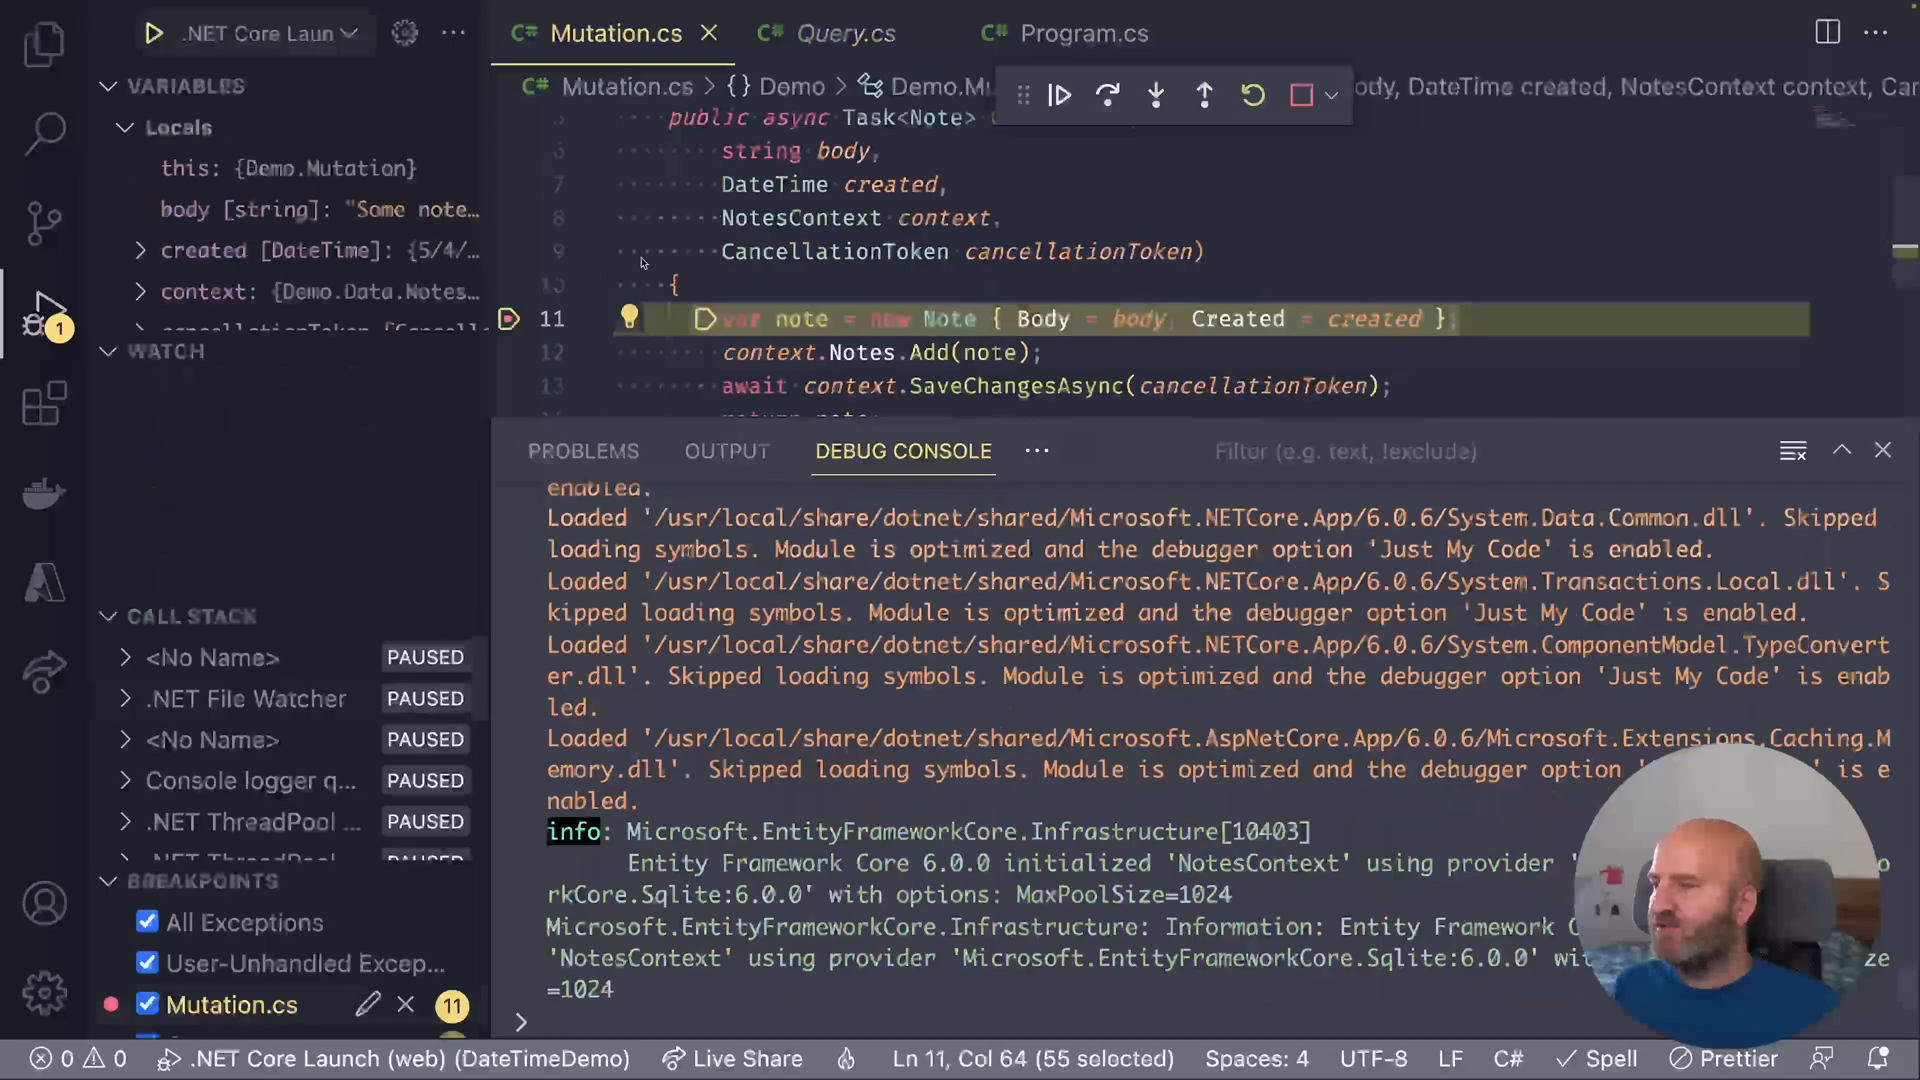 .NET Core Laun
Mutation.cs
Query.cs
Program.cs
VARIABLES
Locals
this: {Demo.Mutation}
body [string]: "Some note…
created [DateTime]: {5/4/…
context: {Demo.Data.Notes…
WATCH
CALL STACK
<No Name> PAUSED
.NET File Watcher PAUSED
<No Name> PAUSED
Console logger q… PAUSED
.NET ThreadPool … PAUSED
BREAKPOINTS
All Exceptions
User-Unhandled Excep…
Mutation.cs 11
1
Mutation.cs > {} Demo > Demo.Mu
ody, DateTime created, NotesContext context, Can
public async Task<Note>
6 string body,
7 DateTime created,
8 NotesContext context,
9 CancellationToken cancellationToken)
10 {
11 var note = new Note { Body = body, Created = created };
12 context.Notes.Add(note);
13 await context.SaveChangesAsync(cancellationToken);
return note;
PROBLEMS OUTPUT DEBUG CONSOLE ··· Filter (e.g. text, !exclude)
enabled.
Loaded '/usr/local/share/dotnet/shared/Microsoft.NETCore.App/6.0.6/System.Data.Common.dll'. Skipped
loading symbols. Module is optimized and the debugger option 'Just My Code' is enabled.
Loaded '/usr/local/share/dotnet/shared/Microsoft.NETCore.App/6.0.6/System.Transactions.Local.dll'. S
kipped loading symbols. Module is optimized and the debugger option 'Just My Code' is enabled.
Loaded '/usr/local/share/dotnet/shared/Microsoft.NETCore.App/6.0.6/System.ComponentModel.TypeConvert
er.dll'. Skipped loading symbols. Module is optimized and the debugger option 'Just My Code' is enab
led.
Loaded '/usr/local/share/dotnet/shared/Microsoft.AspNetCore.App/6.0.6/Microsoft.Extensions.Caching.M
emory.dll'. Skipped loading symbols. Module is optimized and the debugger option ' ' is e
nabled.
info: Microsoft.EntityFrameworkCore.Infrastructure[10403]
Entity Framework Core 6.0.0 initialized 'NotesContext' using provider ' o
rkCore.Sqlite:6.0.0' with options: MaxPoolSize=1024
Microsoft.EntityFrameworkCore.Infrastructure: Information: Entity Framework C
'NotesContext' using provider 'Microsoft.EntityFrameworkCore.Sqlite:6.0.0' wit ze
=1024
>
0 0 .NET Core Launch (web) (DateTimeDemo) Live Share Ln 11, Col 64 (55 selected) Spaces: 4 UTF-8 LF C# Spell Prettier